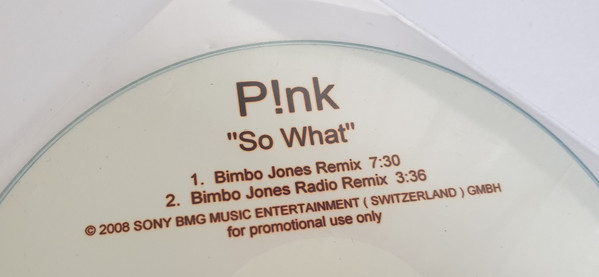 P!nk
"So What"
1. Bimbo Jones Remix 7:30
2. Bimbo Jones Radio Remix 3:36
© 2008 SONY BMG MUSIC ENTERTAINMENT ( SWITZERLAND ) GMBH
for promotional use only